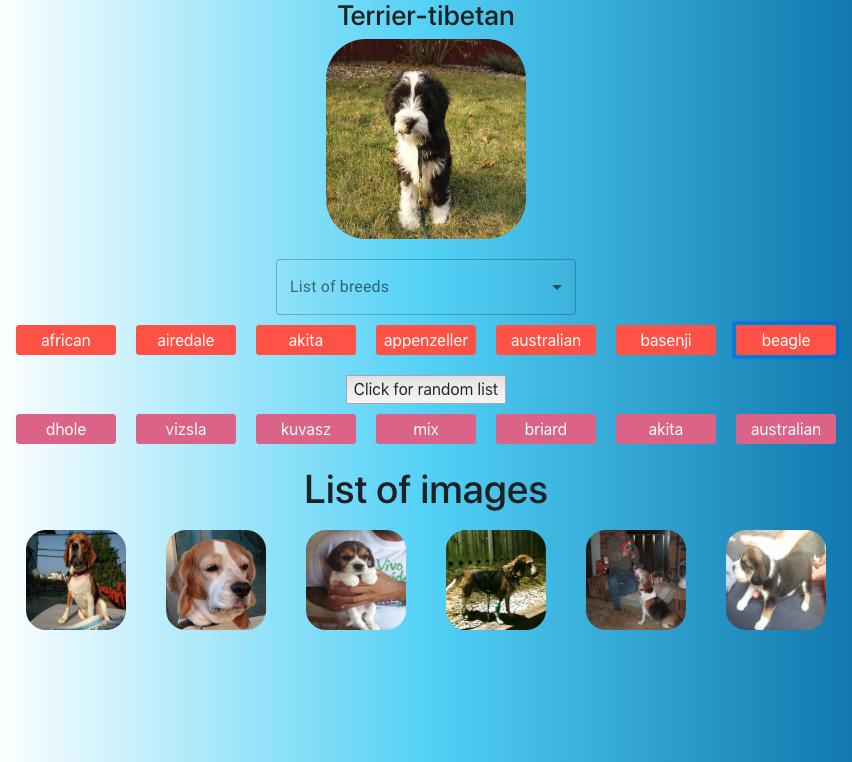 Terrier-tibetan
List of breeds
african airedale akita appenzeller australian basenji beagle
Click for random list
dhole vizsla kuvasz mix briard akita australian
List of images
Vivo